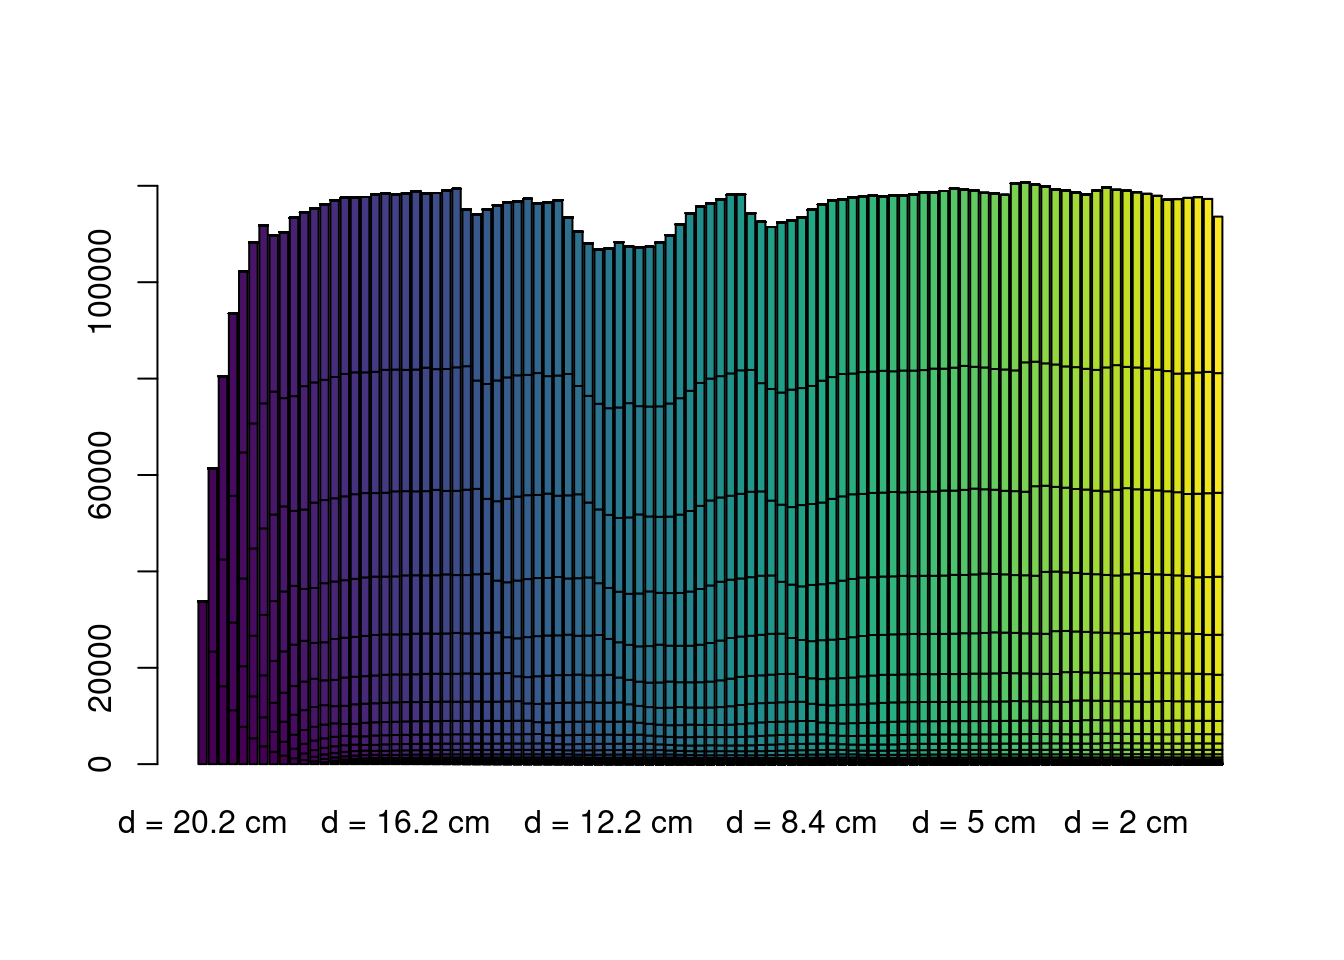 100000
60000
20000
0
d = 20.2 cm d = 16.2 cm d = 12.2 cm d = 8.4 cm d = 5 cm d = 2 cm